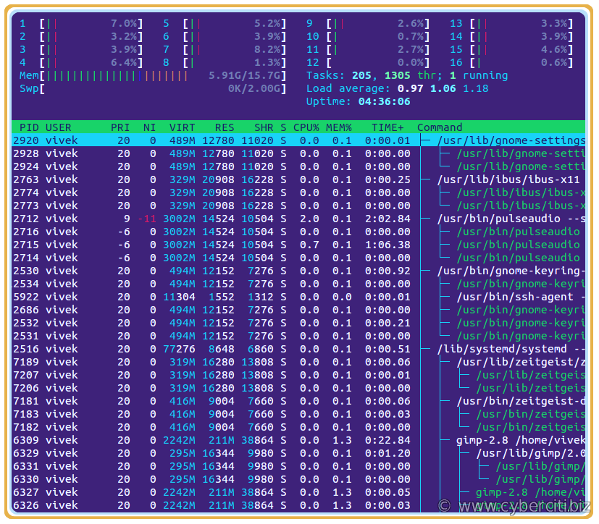 1 [|| 7.0%] 5 [|| 5.2%] 9 [|| 2.6%] 13 [|| 3.3%]
2 [|| 3.2%] 6 [|| 3.9%] 10 [| 0.7%] 14 [|| 3.9%]
3 [|| 3.9%] 7 [|| 8.2%] 11 [| 2.7%] 15 [|| 4.6%]
4 [|| 6.4%] 8 [| 1.3%] 12 [ 0.0%] 16 [| 0.6%]
Mem[ 5.91G/15.7G] Tasks: 205, 1305 thr; 1 running
Swp[ 0K/2.00G] Load average: 0.97 1.06 1.18
Uptime: 04:36:06
PID USER PRI NI VIRT RES SHR S CPU% MEM% TIME+ Command
2920 vivek 20 0 489M 12780 11020 S 0.0 0.1 0:00.01 /usr/lib/gnome-settings
2928 vivek 20 0 489M 12780 11020 S 0.0 0.1 0:00.00 /usr/lib/gnome-setti
2924 vivek 20 0 489M 12780 11020 S 0.0 0.1 0:00.00 /usr/lib/gnome-setti
2763 vivek 20 0 329M 20908 16228 S 0.0 0.1 0:00.25 /usr/lib/ibus/ibus-x11
2774 vivek 20 0 329M 20908 16228 S 0.0 0.1 0:00.00 /usr/lib/ibus/ibus-x
2773 vivek 20 0 329M 20908 16228 S 0.0 0.1 0:00.00 /usr/lib/ibus/ibus-x
2712 vivek 9 -11 3002M 14524 10504 S 2.0 0.1 2:02.84 /usr/bin/pulseaudio --s
2716 vivek -6 0 3002M 14524 10504 S 0.0 0.1 0:00.00 /usr/bin/pulseaudio
2715 vivek -6 0 3002M 14524 10504 S 0.7 0.1 1:06.38 /usr/bin/pulseaudio
2714 vivek -6 0 3002M 14524 10504 S 0.0 0.1 0:00.00 /usr/bin/pulseaudio
2530 vivek 20 0 494M 12152 7276 S 0.0 0.1 0:00.92 /usr/bin/gnome-keyring-
2534 vivek 20 0 494M 12152 7276 S 0.0 0.1 0:00.00 /usr/bin/gnome-keyri
5922 vivek 20 0 11304 1552 1312 S 0.0 0.0 0:00.01 /usr/bin/ssh-agent -
2686 vivek 20 0 494M 12152 7276 S 0.0 0.1 0:00.00 /usr/bin/gnome-keyri
2532 vivek 20 0 494M 12152 7276 S 0.0 0.1 0:00.21 /usr/bin/gnome-keyri
2531 vivek 20 0 494M 12152 7276 S 0.0 0.1 0:00.00 /usr/bin/gnome-keyri
2516 vivek 20 0 77276 8648 6860 S 0.0 0.1 0:00.51 /lib/systemd/systemd --
7189 vivek 20 0 319M 16280 13808 S 0.0 0.1 0:00.06 /usr/lib/zeitgeist/z
7207 vivek 20 0 319M 16280 13808 S 0.0 0.1 0:00.01 /usr/lib/zeitgeis
7206 vivek 20 0 319M 16280 13808 S 0.0 0.1 0:00.00 /usr/lib/zeitgeis
7181 vivek 20 0 416M 9004 7660 S 0.0 0.1 0:00.06 /usr/bin/zeitgeist-d
7183 vivek 20 0 416M 9004 7660 S 0.0 0.1 0:00.03 /usr/bin/zeitgeis
7182 vivek 20 0 416M 9004 7660 S 0.0 0.1 0:00.00 /usr/bin/zeitgeis
6309 vivek 20 0 2242M 211M 38864 S 0.0 1.3 0:22.84 gimp-2.8 /home/vivek
6329 vivek 20 0 295M 16344 9980 S 0.0 0.1 0:01.20 /usr/lib/gimp/2.0
6331 vivek 20 0 295M 16344 9980 S 0.0 0.1 0:00.00 /usr/lib/gimp/
6330 vivek 20 0 295M 16344 9980 S 0.0 0.1 0:00.00 /usr/lib/gimp/
6327 vivek 20 0 2242M 211M 38864 S 0.0 1.3 0:00.05 gimp-2.8 /home/vi
6326 vivek 20 0 2242M 211M 38864 S 0.0 1.3 0:00.03
© www.cyberciti.biz